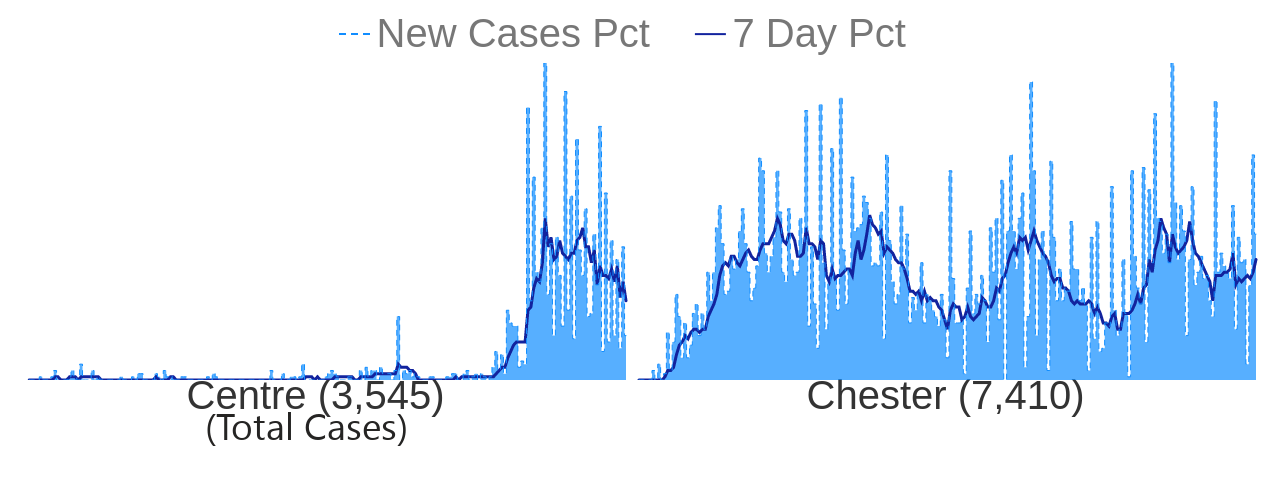 New Cases Pct 7 Day Pct
Centre (3,545) Chester (7,410)
(Total Cases)